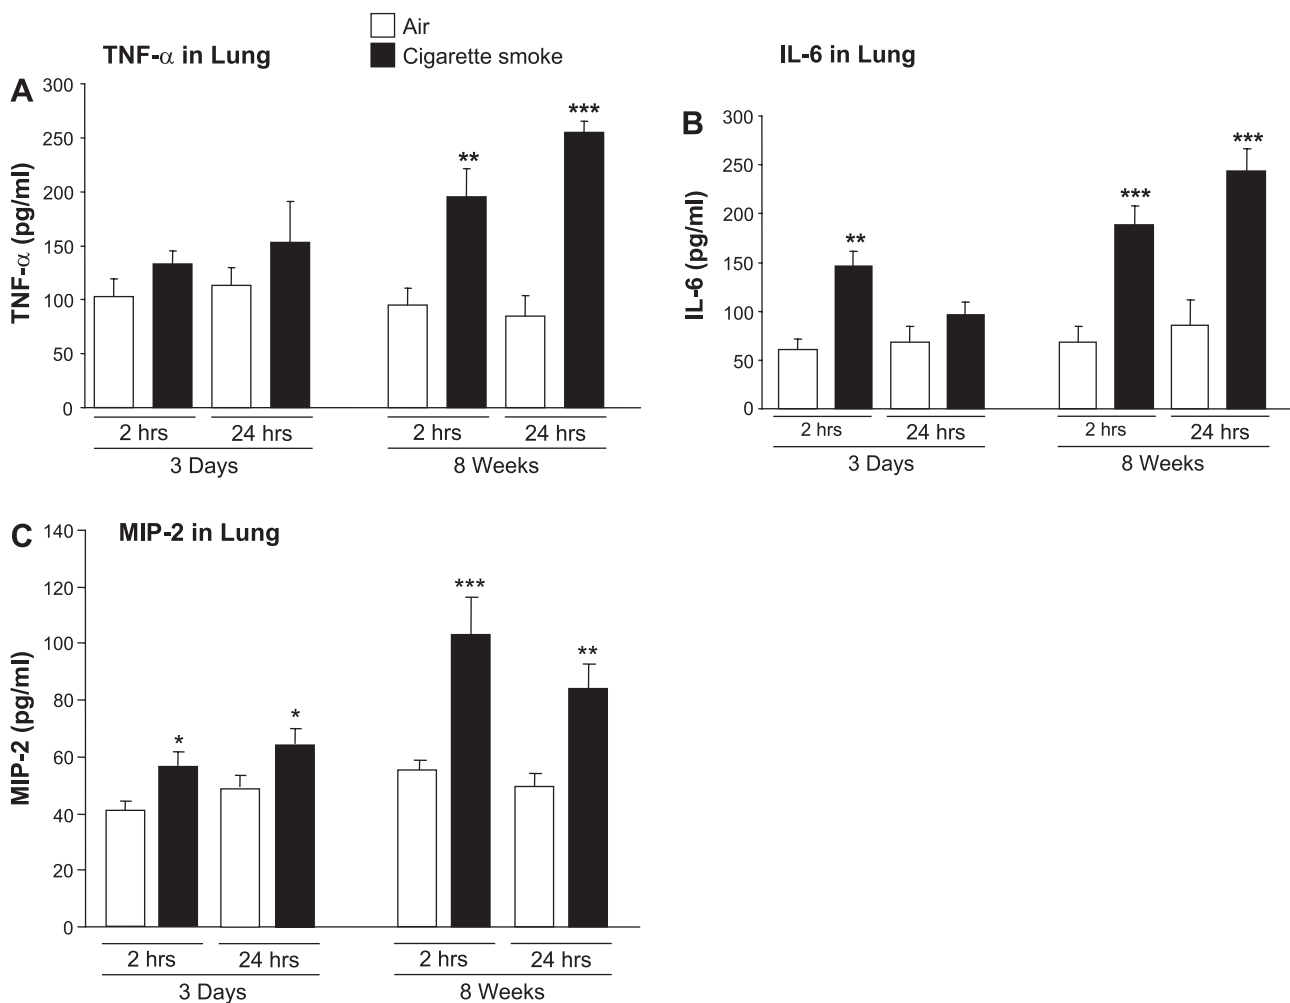 Air
Cigarette smoke
TNF-α in Lung
A
300
250
200
150
100
50
0
TNF-α (pg/ml)
**
***
2 hrs 24 hrs 2 hrs 24 hrs
3 Days 8 Weeks
IL-6 in Lung
B
300
250
200
150
100
50
0
IL-6 (pg/ml)
**
***
***
2 hrs 24 hrs 2 hrs 24 hrs
3 Days 8 Weeks
C
MIP-2 in Lung
140
120
100
80
60
40
20
0
MIP-2 (pg/ml)
*
*
***
**
2 hrs 24 hrs 2 hrs 24 hrs
3 Days 8 Weeks